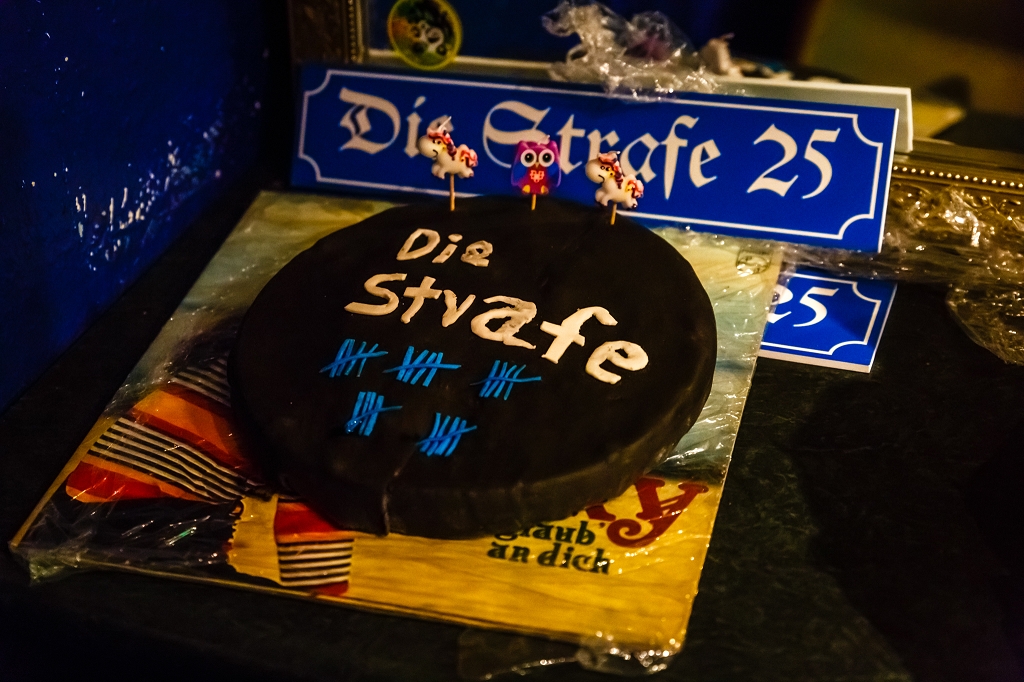 Die Strafe 25
Die
Strafe
25
glaub
an dich